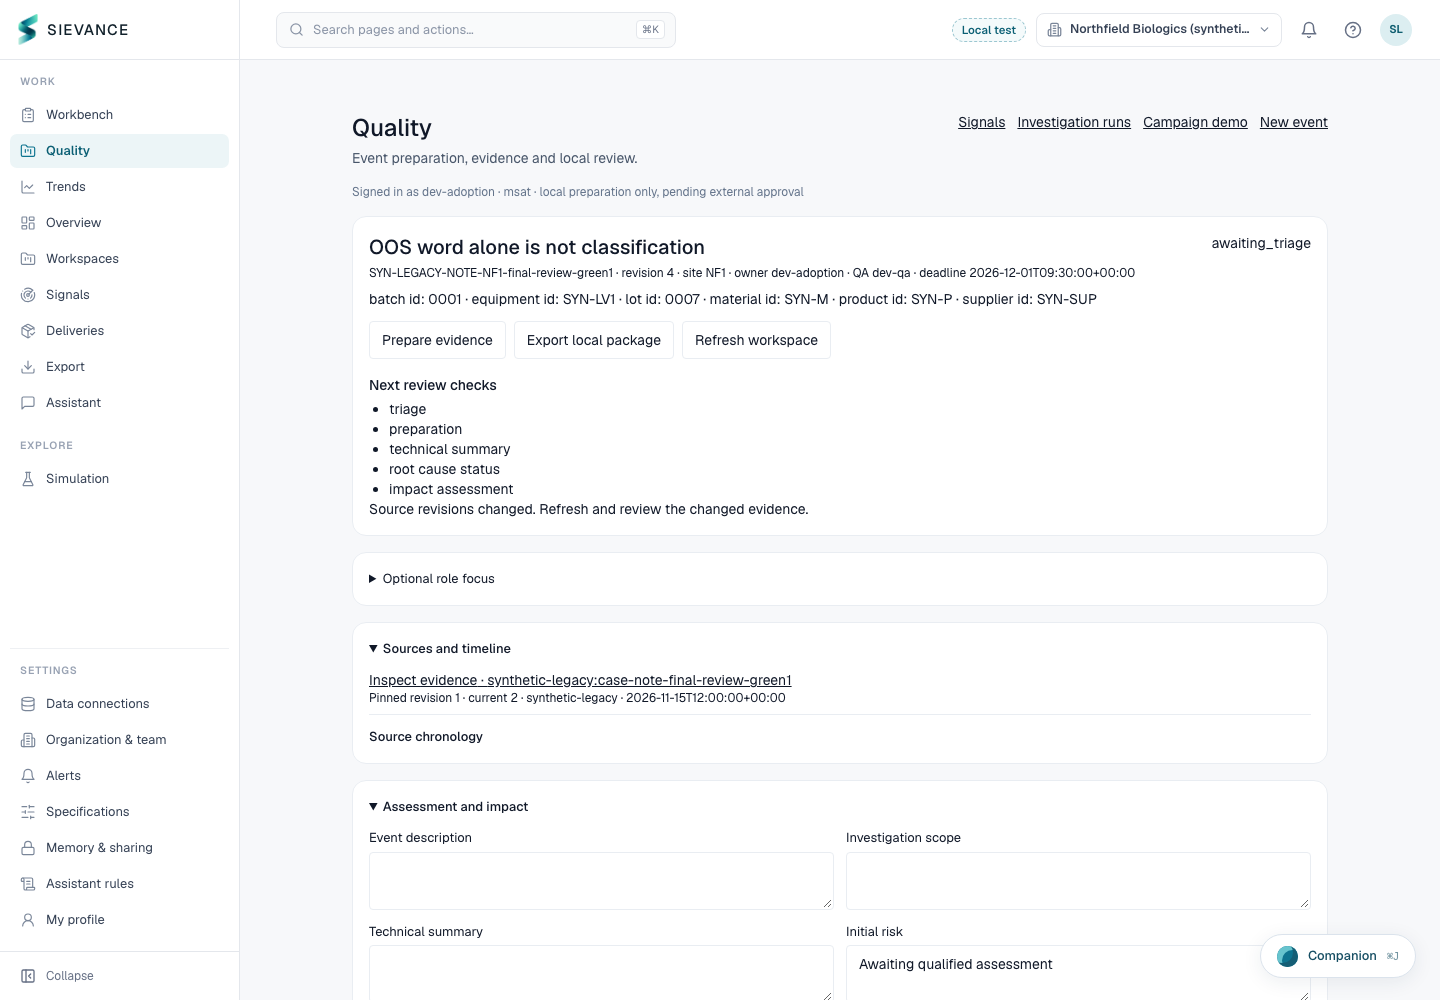 SIEVANCE
Search pages and actions...
⌘K
Local test
Northfield Biologics (syntheti...
SL
WORK
Workbench
Quality
Trends
Overview
Workspaces
Signals
Deliveries
Export
Assistant
EXPLORE
Simulation
SETTINGS
Data connections
Organization & team
Alerts
Specifications
Memory & sharing
Assistant rules
My profile
Collapse
Quality
Signals Investigation runs Campaign demo New event
Event preparation, evidence and local review.
Signed in as dev-adoption · msat · local preparation only, pending external approval
OOS word alone is not classification
awaiting_triage
SYN-LEGACY-NOTE-NF1-final-review-green1 · revision 4 · site NF1 · owner dev-adoption · QA dev-qa · deadline 2026-12-01T09:30:00+00:00
batch id: 0001 · equipment id: SYN-LV1 · lot id: 0007 · material id: SYN-M · product id: SYN-P · supplier id: SYN-SUP
Prepare evidence Export local package Refresh workspace
Next review checks
• triage
• preparation
• technical summary
• root cause status
• impact assessment
Source revisions changed. Refresh and review the changed evidence.
Optional role focus
Sources and timeline
Inspect evidence · synthetic-legacy:case-note-final-review-green1
Pinned revision 1 · current 2 · synthetic-legacy · 2026-11-15T12:00:00+00:00
Source chronology
Assessment and impact
Event description
Investigation scope
Technical summary
Initial risk
Awaiting qualified assessment
Companion ⌘J